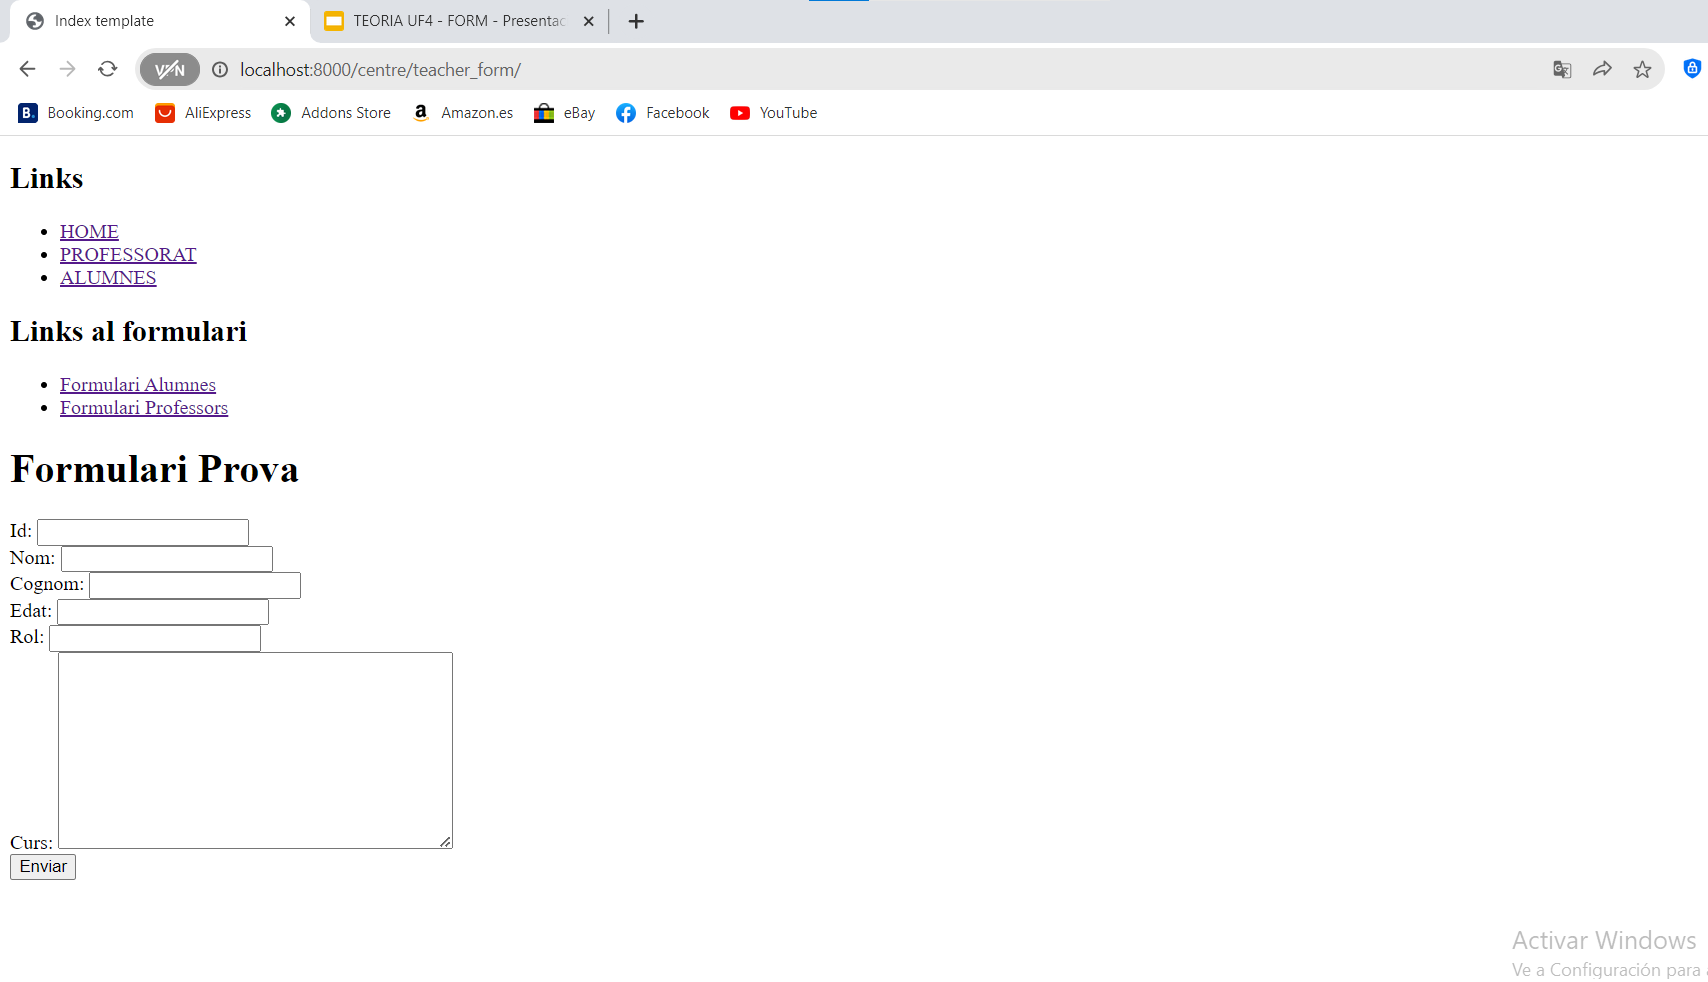 Index template
TEORIA UF4 - FORM - Presentac
VPN
localhost:8000/centre/teacher_form/
B. Booking.com AliExpress Addons Store a Amazon.es eBay Facebook YouTube
Links
HOME
PROFESSORAT
ALUMNES
Links al formulari
Formulari Alumnes
Formulari Professors
Formulari Prova
Id:
Nom:
Cognom:
Edat:
Rol:
Curs:
Enviar
Activar Windows
Ve a Configuración para